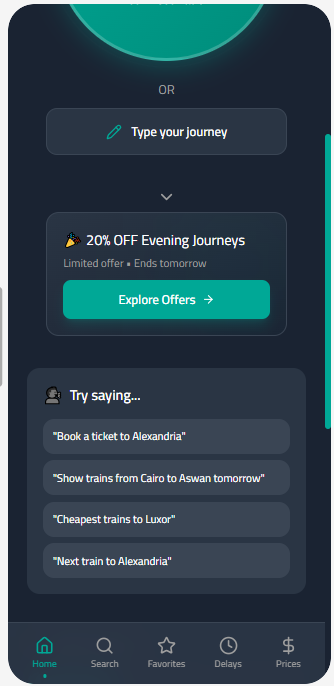 OR
Type your journey
20% OFF Evening Journeys
Limited offer • Ends tomorrow
Explore Offers →
Try saying...
"Book a ticket to Alexandria"
"Show trains from Cairo to Aswan tomorrow"
"Cheapest trains to Luxor"
"Next train to Alexandria"
Home Search Favorites Delays Prices